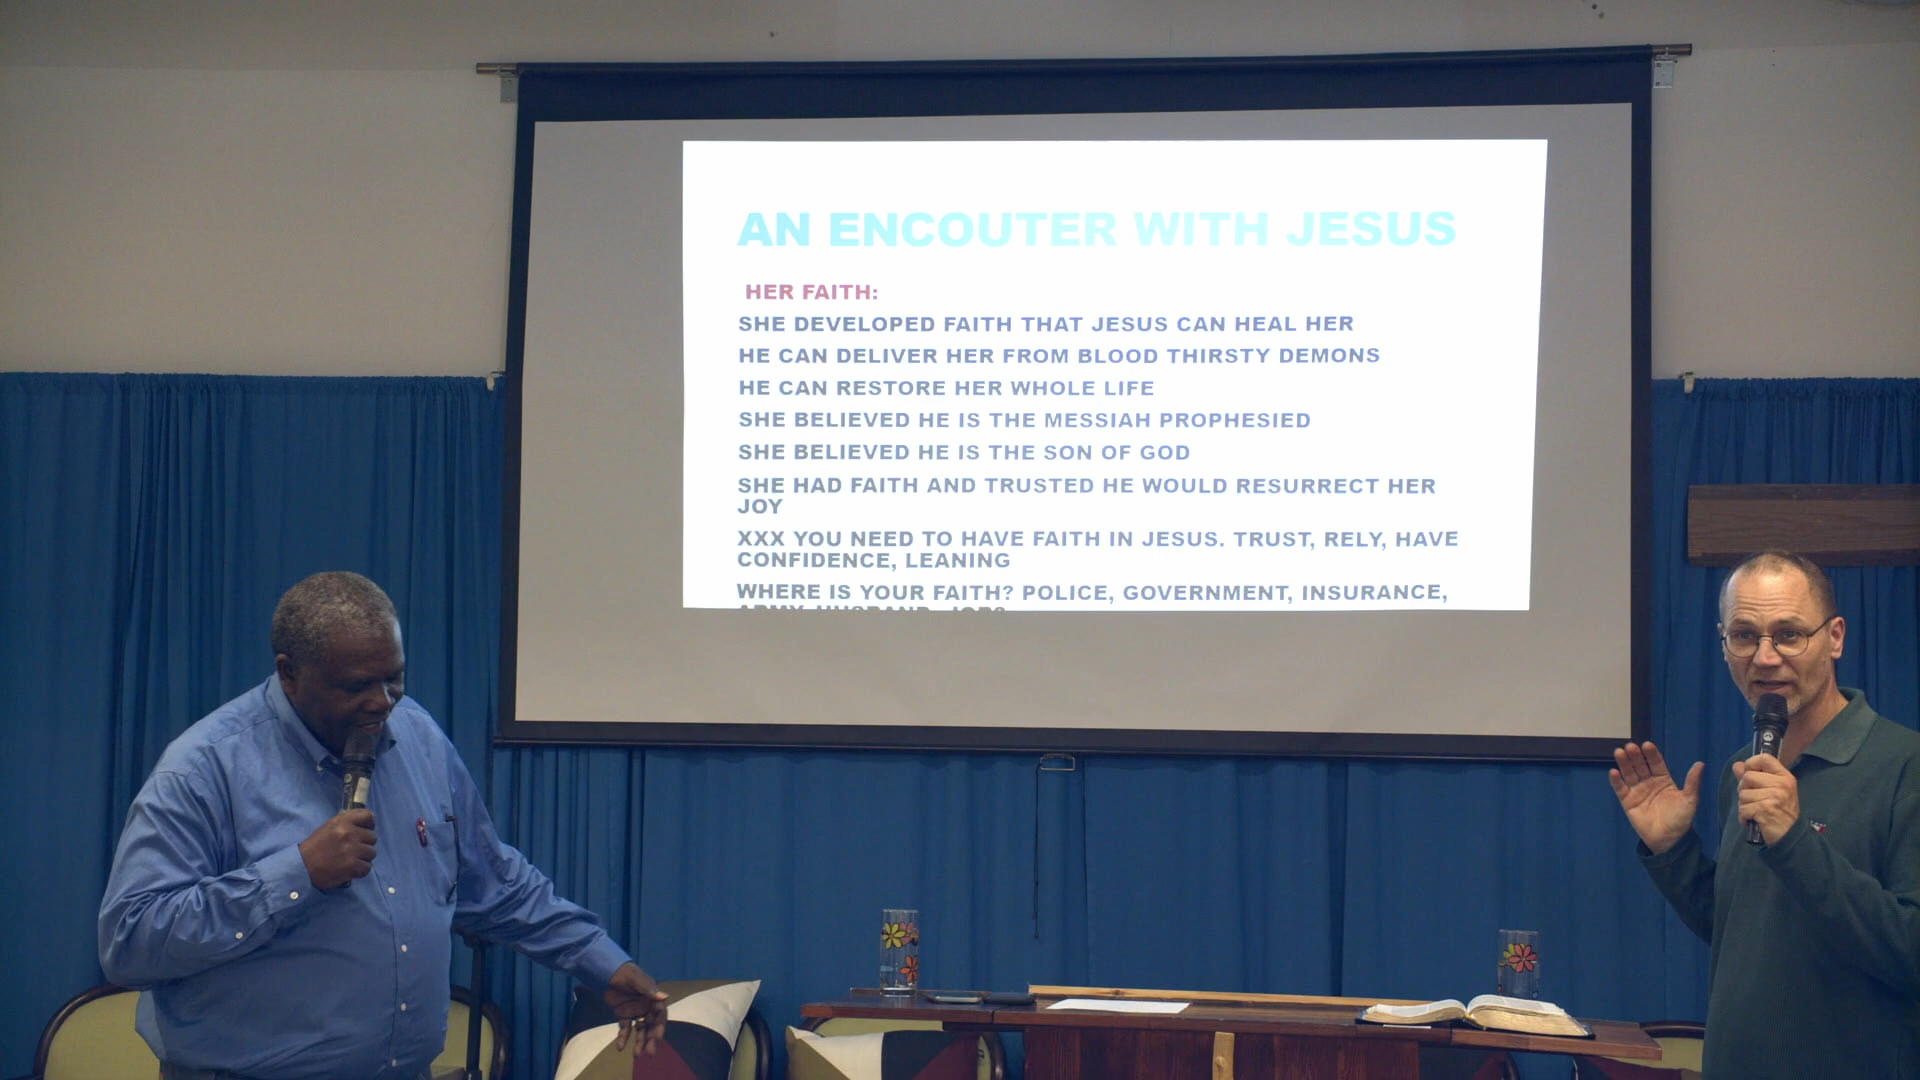 AN ENCOUTER WITH JESUS
HER FAITH:
SHE DEVELOPED FAITH THAT JESUS CAN HEAL HER
HE CAN DELIVER HER FROM BLOOD THIRSTY DEMONS
HE CAN RESTORE HER WHOLE LIFE
SHE BELIEVED HE IS THE MESSIAH PROPHESIED
SHE BELIEVED HE IS THE SON OF GOD
SHE HAD FAITH AND TRUSTED HE WOULD RESURRECT HER
JOY
XXX YOU NEED TO HAVE FAITH IN JESUS. TRUST, RELY, HAVE
CONFIDENCE, LEANING
WHERE IS YOUR FAITH? POLICE, GOVERNMENT, INSURANCE,
ARMY, HUSBAND, JOB?